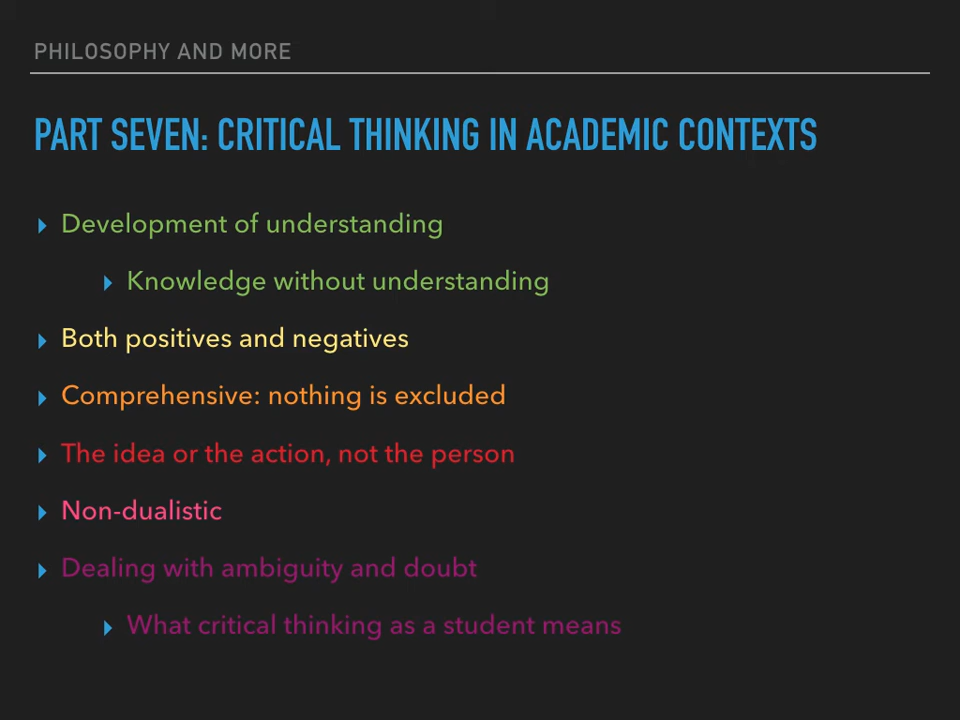 PHILOSOPHY AND MORE
PART SEVEN: CRITICAL THINKING IN ACADEMIC CONTEXTS
Development of understanding
Knowledge without understanding
Both positives and negatives
Comprehensive: nothing is excluded
The idea or the action, not the person
Non-dualistic
Dealing with ambiguity and doubt
What critical thinking as a student means